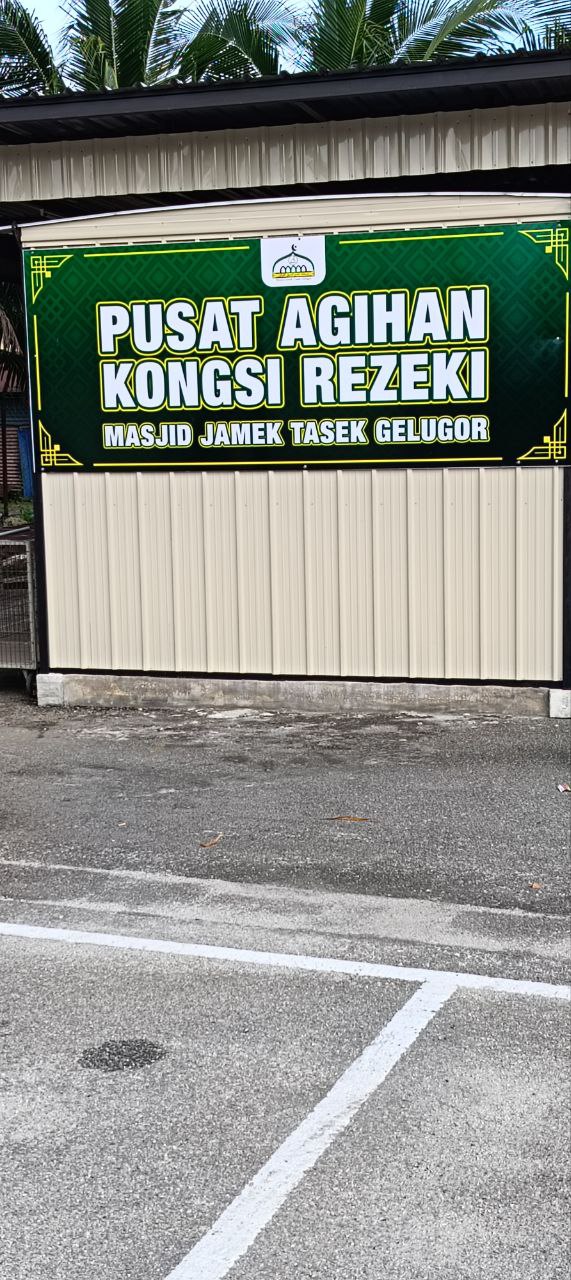 PUSAT AGIHAN
KONGSI REZEKI
MASJID JAMEK TASEK GELUGOR